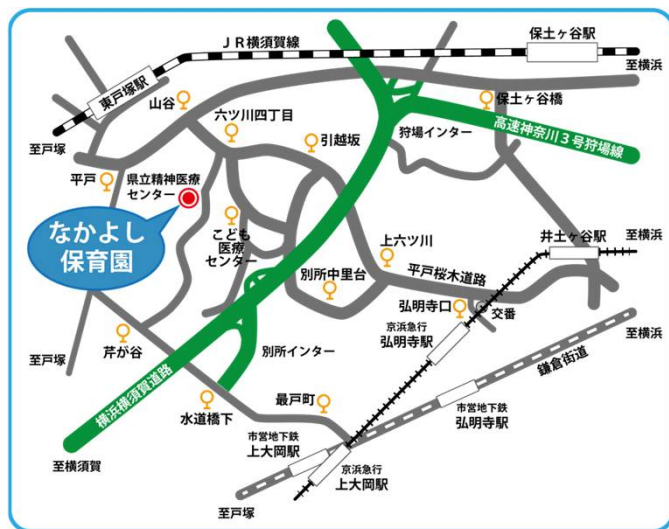 JR横須賀線
保土ヶ谷駅
至横浜
東戸塚駅
山谷
六ツ川四丁目
引越坂
狩場インター
保土ヶ谷橋
高速神奈川3号狩場線
至戸塚
平戸
県立精神医療
センター
なかよし
保育園
こども
医療
センター
別所中里台
上六ツ川
平戸桜木道路
井土ヶ谷駅
至横浜
弘明寺口
交番
京浜急行
弘明寺駅
至横浜
鎌倉街道
至戸塚
芹が谷
横浜横須賀道路
別所インター
水道橋下
最戸町
市営地下鉄
弘明寺駅
市営地下鉄
上大岡駅
京浜急行
上大岡駅
至横須賀
至戸塚